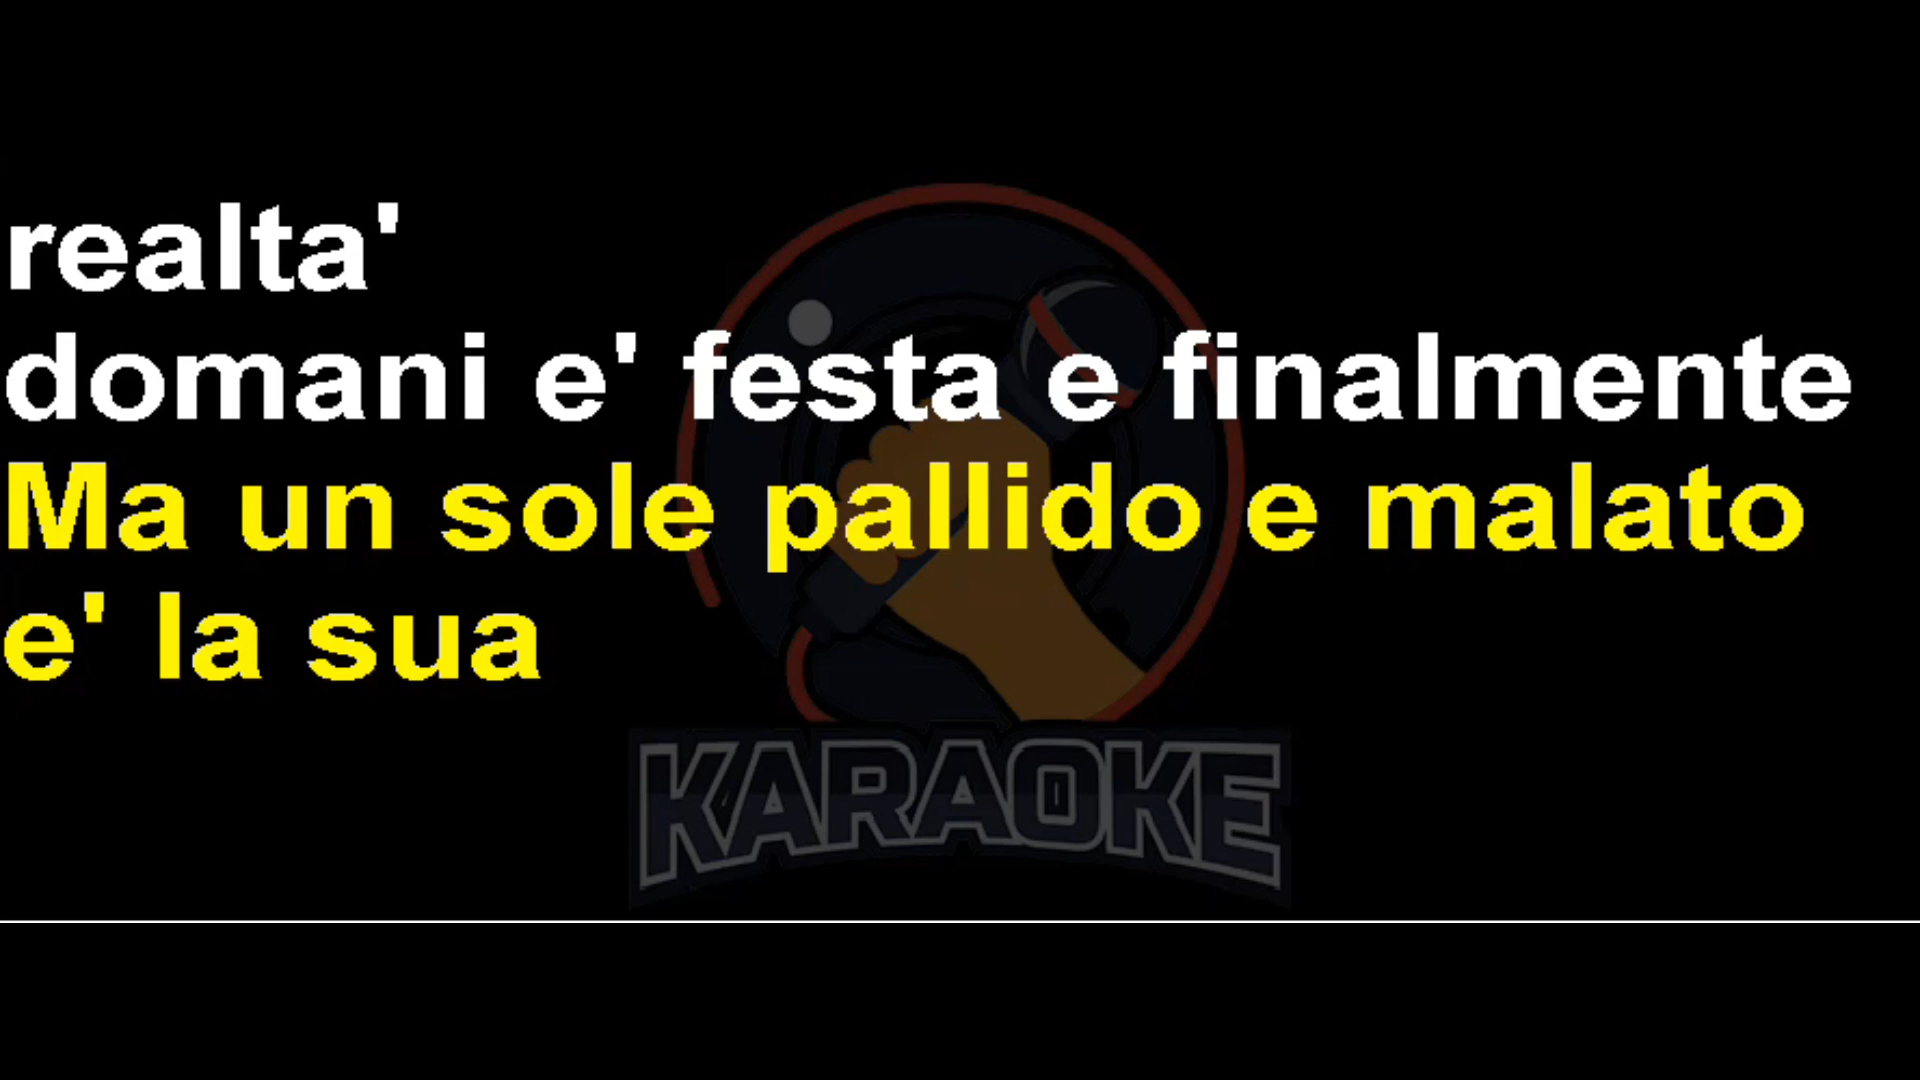 realta'
domani e' festa e finalmente
Ma un sole pallido e malato
e' la sua
KARAOKE